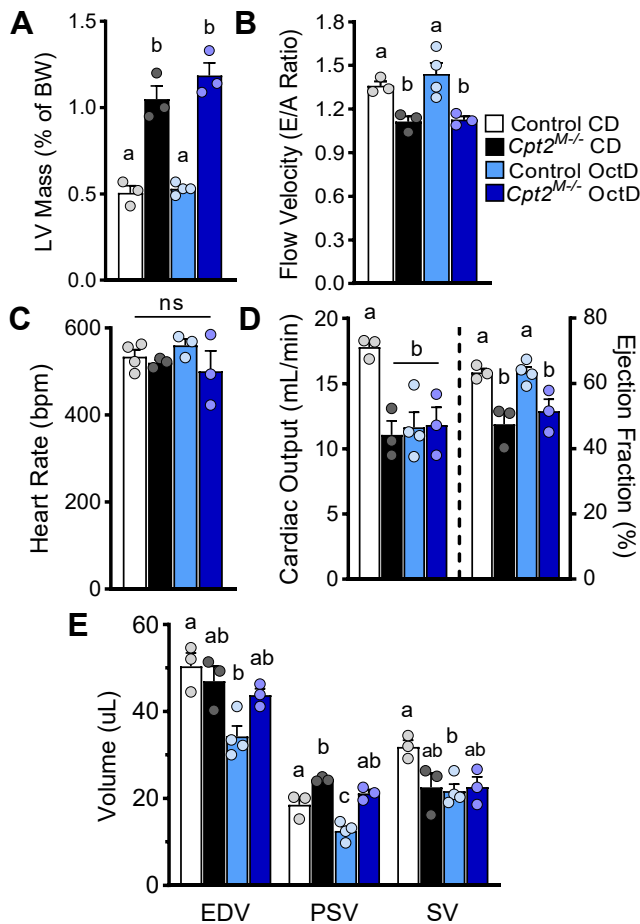 A
LV Mass (% of BW)
1.5
1.0
0.5
0.0
a
b
a
b
B
Flow Velocity (E/A Ratio)
1.8
1.5
1.2
0.9
0.6
0.3
0.0
a
b
a
b
Control CD
Cpt2^M-/- CD
Control OctD
Cpt2^M-/- OctD
C
Heart Rate (bpm)
600
400
200
0
ns
D
Cardiac Output (mL/min)
20
15
10
5
0
a
b
a
b
a
b
80
60
40
20
0
Ejection Fraction (%)
E
Volume (uL)
60
40
20
0
a
ab
b
ab
a
b
c
ab
a
ab
b
ab
EDV
PSV
SV